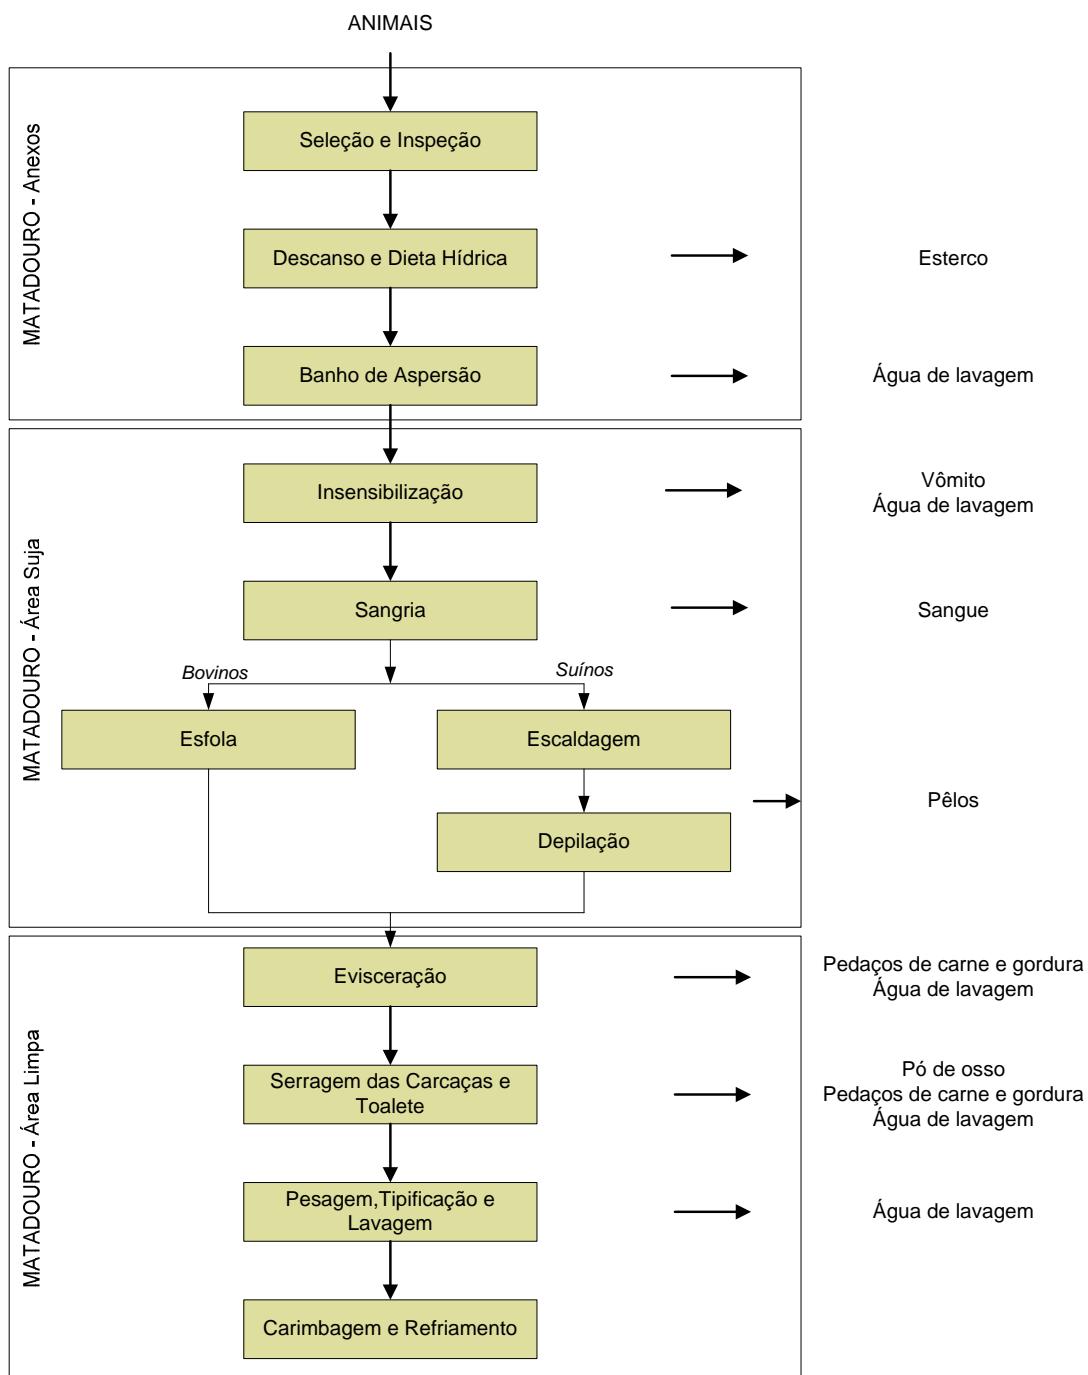 ANIMAIS
MATADOURO - Anexos
Seleção e Inspeção
Descanso e Dieta Hídrica
Esterco
Banho de Aspersão
Água de lavagem
MATADOURO - Área Suja
Insensibilização
Vômito
Água de lavagem
Sangria
Sangue
Bovinos
Suínos
Esfola
Escaldagem
Depilação
Pêlos
MATADOURO - Área Limpa
Evisceração
Pedaços de carne e gordura
Água de lavagem
Serragem das Carcaças e
Toalete
Pó de osso
Pedaços de carne e gordura
Água de lavagem
Pesagem,Tipificação e
Lavagem
Água de lavagem
Carimbagem e Refriamento